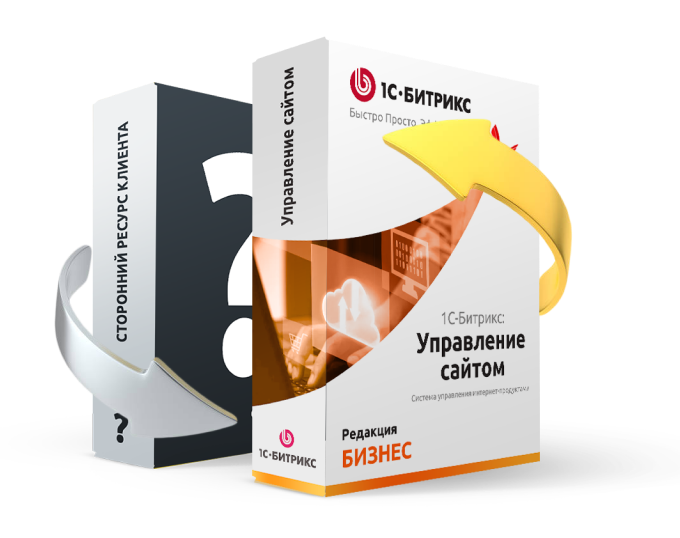 СТОРОННИЙ РЕСУРС КЛИЕНТА
?
?
Управление сайтом
1С·БИТРИКС
1С·БИТРИКС
Быстро Просто
1С-Битрикс:
Управление
сайтом
Система управления интернет-продуктами
Редакция
БИЗНЕС